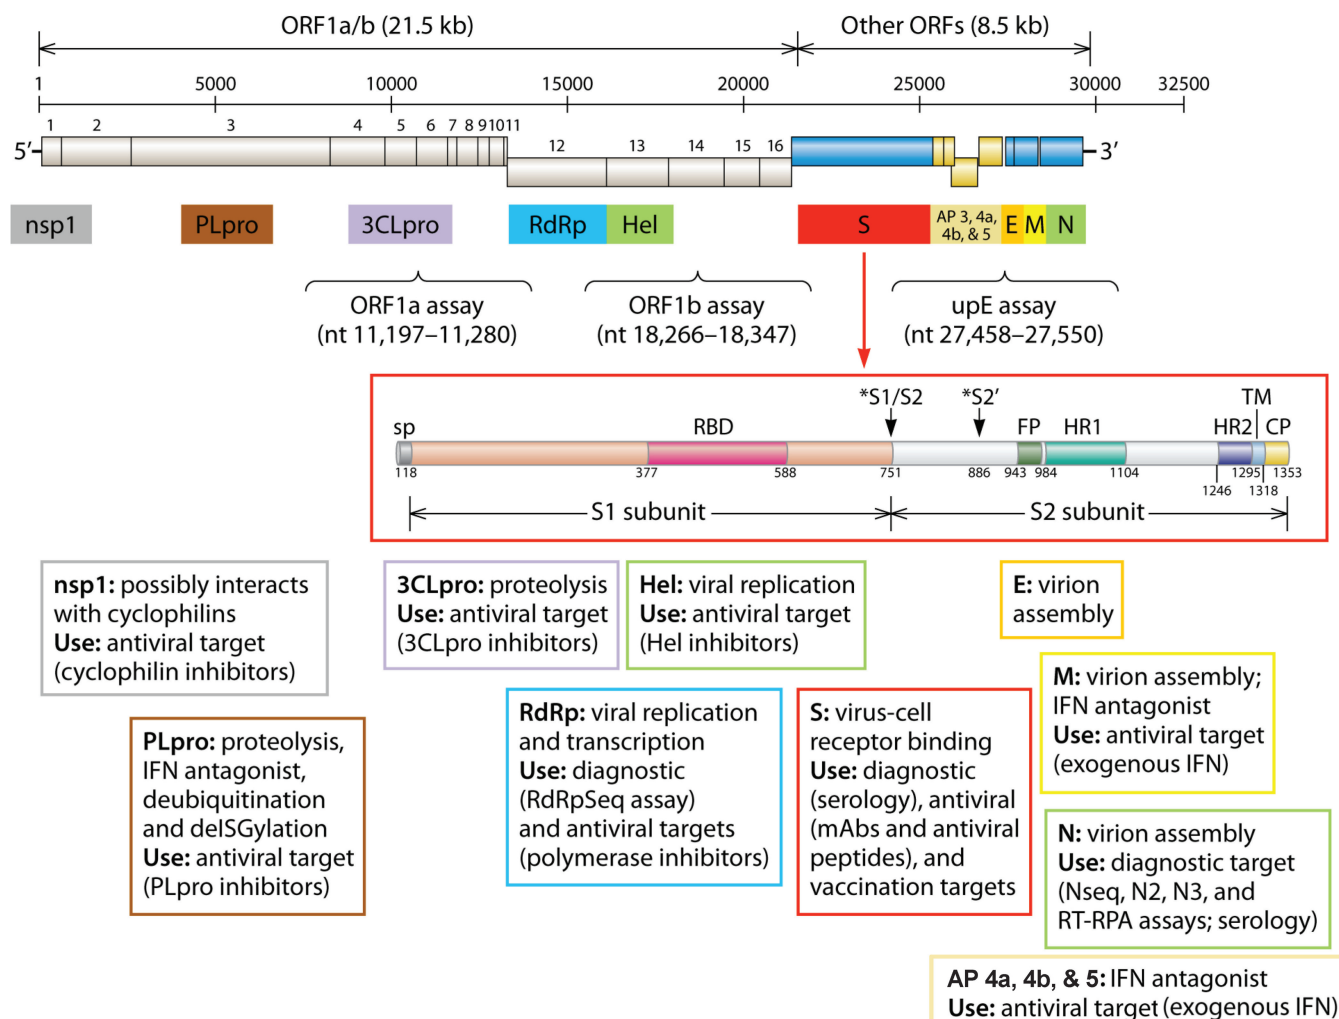 ORF1a/b (21.5 kb)
Other ORFs (8.5 kb)
1 5000 10000 15000 20000 25000 30000 32500
1 2 3 4 5 6 7 8 9 10 11
12 13 14 15 16
5′ 3′
nsp1 PLpro 3CLpro RdRp Hel S AP 3, 4a, 4b, & 5 E M N
ORF1a assay
(nt 11,197–11,280)
ORF1b assay
(nt 18,266–18,347)
upE assay
(nt 27,458–27,550)
*S1/S2 *S2′ TM
sp RBD FP HR1 HR2 CP
118 377 588 751 886 943 984 1104 1295 1353
1246 1318
S1 subunit S2 subunit
nsp1: possibly interacts
with cyclophilins
Use: antiviral target
(cyclophilin inhibitors)
3CLpro: proteolysis
Use: antiviral target
(3CLpro inhibitors)
Hel: viral replication
Use: antiviral target
(Hel inhibitors)
E: virion
assembly
M: virion assembly;
IFN antagonist
Use: antiviral target
(exogenous IFN)
PLpro: proteolysis,
IFN antagonist,
deubiquitination
and deISGylation
Use: antiviral target
(PLpro inhibitors)
RdRp: viral replication
and transcription
Use: diagnostic
(RdRpSeq assay)
and antiviral targets
(polymerase inhibitors)
S: virus-cell
receptor binding
Use: diagnostic
(serology), antiviral
(mAbs and antiviral
peptides), and
vaccination targets
N: virion assembly
Use: diagnostic target
(Nseq, N2, N3, and
RT-RPA assays; serology)
AP 4a, 4b, & 5: IFN antagonist
Use: antiviral target (exogenous IFN)